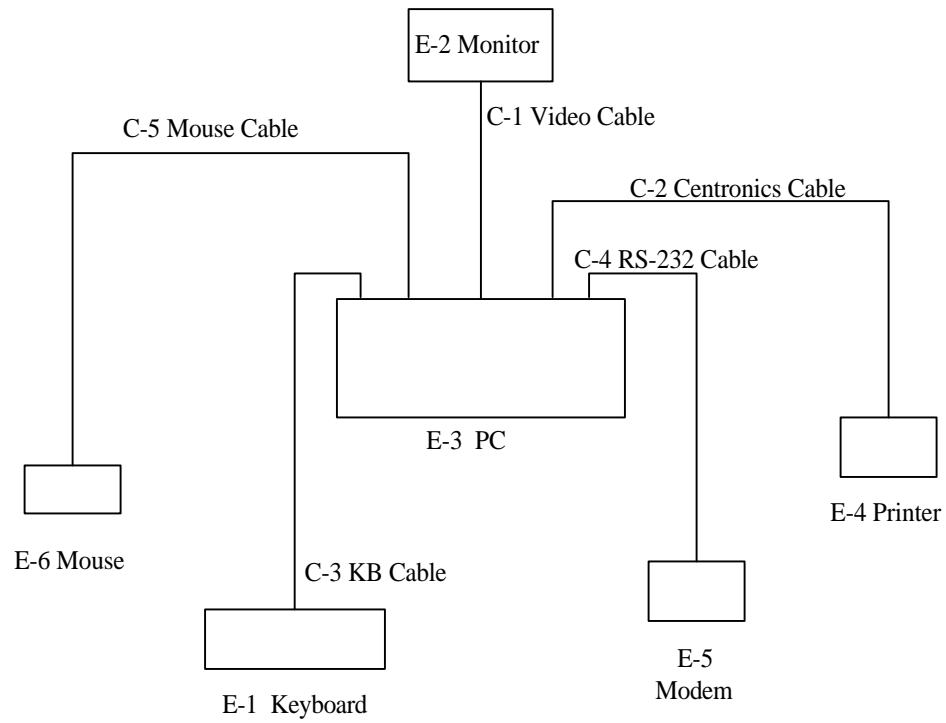 E-2 Monitor
C-1 Video Cable
C-5 Mouse Cable
C-2 Centronics Cable
C-4 RS-232 Cable
E-3 PC
E-4 Printer
E-6 Mouse
C-3 KB Cable
E-5
Modem
E-1 Keyboard